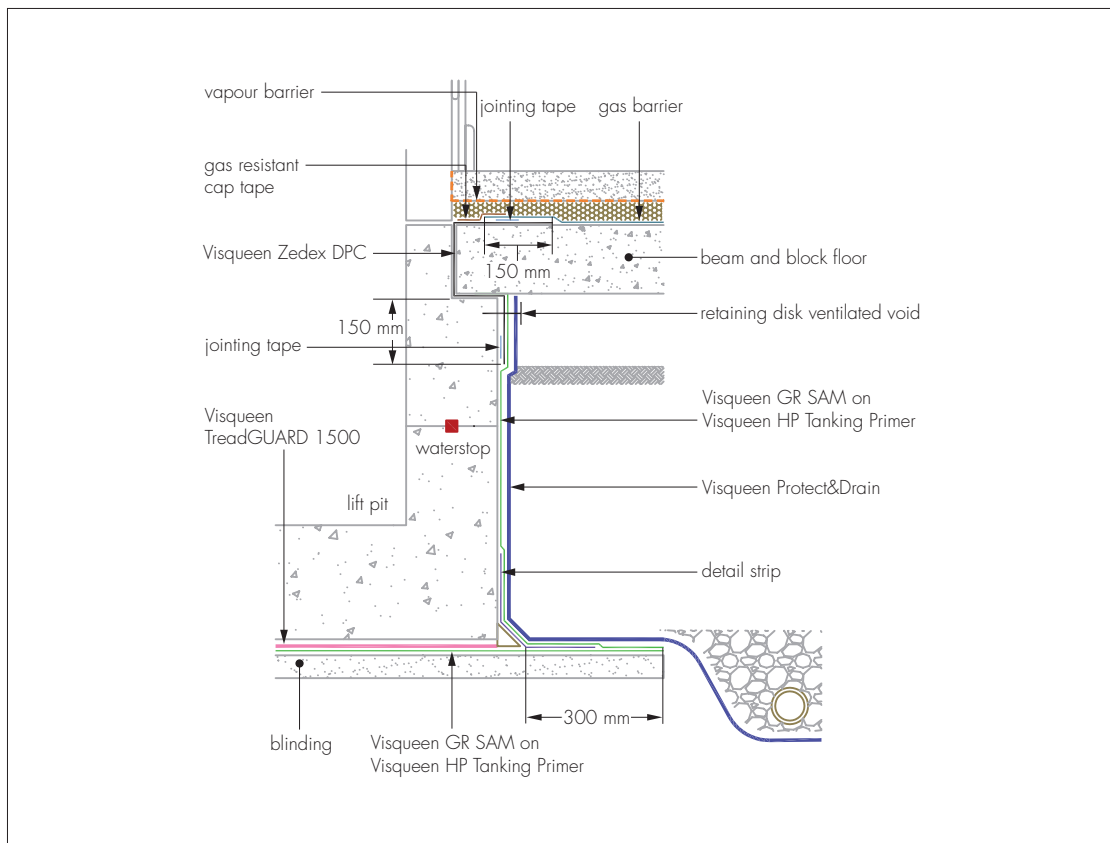 vapour barrier
jointing tape
gas barrier
gas resistant
cap tape
Visqueen Zedex DPC
150 mm
beam and block floor
150 mm
retaining disk ventilated void
jointing tape
Visqueen GR SAM on
Visqueen HP Tanking Primer
Visqueen
TreadGUARD 1500
waterstop
Visqueen Protect&Drain
lift pit
detail strip
300 mm
blinding
Visqueen GR SAM on
Visqueen HP Tanking Primer